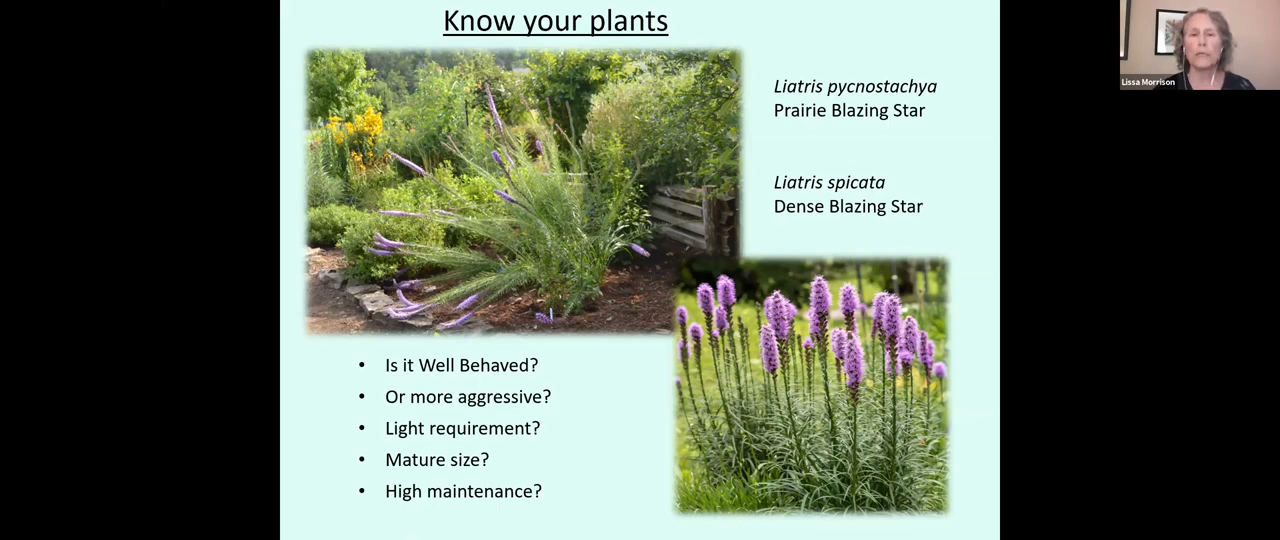 Know your plants
Liatris pycnostachya
Prairie Blazing Star
Liatris spicata
Dense Blazing Star
• Is it Well Behaved?
• Or more aggressive?
• Light requirement?
• Mature size?
• High maintenance?
Lissa Morrison